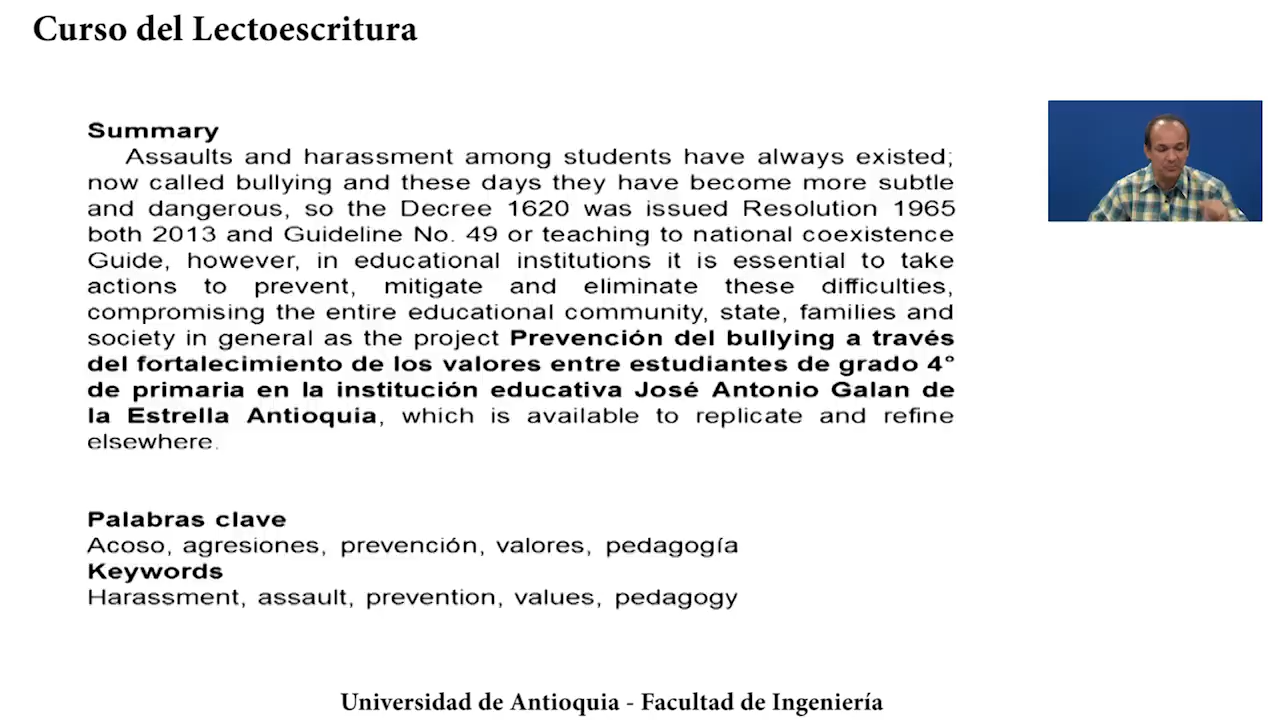 Curso del Lectoescritura
Summary
Assaults and harassment among students have always existed;
now called bullying and these days they have become more subtle
and dangerous, so the Decree 1620 was issued Resolution 1965
both 2013 and Guideline No. 49 or teaching to national coexistence
Guide, however, in educational institutions it is essential to take
actions to prevent, mitigate and eliminate these difficulties,
compromising the entire educational community, state, families and
society in general as the project Prevención del bullying a través
del fortalecimiento de los valores entre estudiantes de grado 4°
de primaria en la institución educativa José Antonio Galan de
la Estrella Antioquia, which is available to replicate and refine
elsewhere.
Palabras clave
Acoso, agresiones, prevención, valores, pedagogía
Keywords
Harassment, assault, prevention, values, pedagogy
Universidad de Antioquia - Facultad de Ingeniería